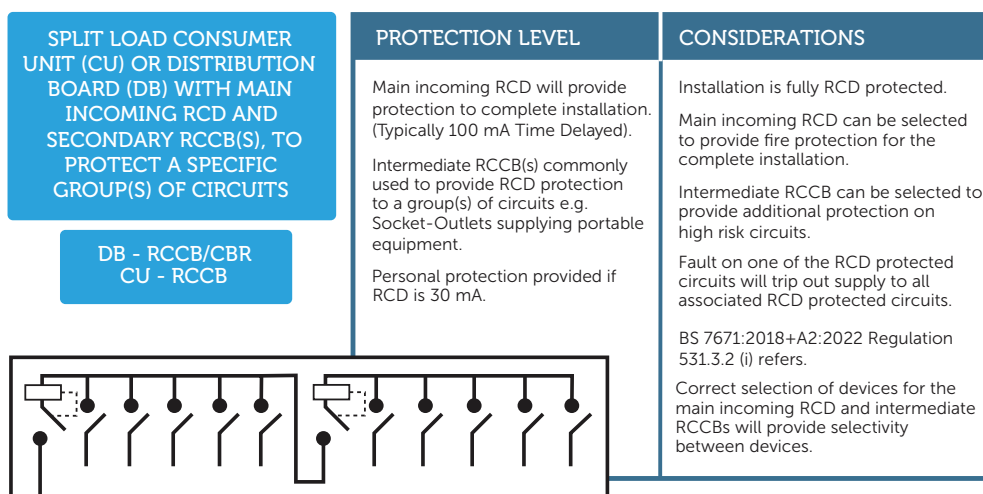 SPLIT LOAD CONSUMER
UNIT (CU) OR DISTRIBUTION
BOARD (DB) WITH MAIN
INCOMING RCD AND
SECONDARY RCCB(S), TO
PROTECT A SPECIFIC
GROUP(S) OF CIRCUITS
DB - RCCB/CBR
CU - RCCB
PROTECTION LEVEL
Main incoming RCD will provide
protection to complete installation.
(Typically 100 mA Time Delayed).
Intermediate RCCB(s) commonly
used to provide RCD protection
to a group(s) of circuits e.g.
Socket-Outlets supplying portable
equipment.
Personal protection provided if
RCD is 30 mA.
CONSIDERATIONS
Installation is fully RCD protected.
Main incoming RCD can be selected
to provide fire protection for the
complete installation.
Intermediate RCCB can be selected to
provide additional protection on
high risk circuits.
Fault on one of the RCD protected
circuits will trip out supply to all
associated RCD protected circuits.
BS 7671:2018+A2:2022 Regulation
531.3.2 (i) refers.
Correct selection of devices for the
main incoming RCD and intermediate
RCCBs will provide selectivity
between devices.